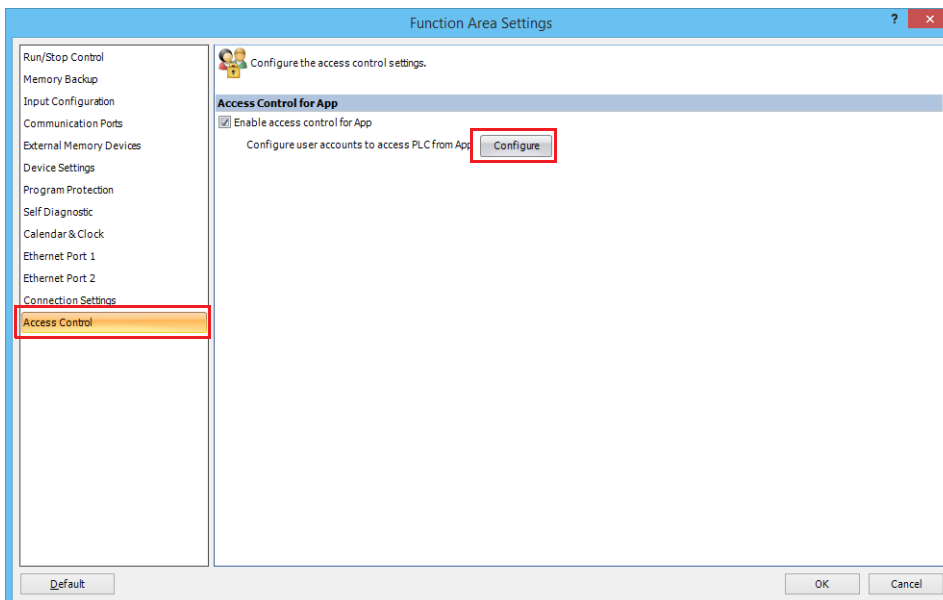 Function Area Settings
?
Run/Stop Control
Memory Backup
Input Configuration
Communication Ports
External Memory Devices
Device Settings
Program Protection
Self Diagnostic
Calendar & Clock
Ethernet Port 1
Ethernet Port 2
Connection Settings
Access Control
Configure the access control settings.
Access Control for App
Enable access control for App
Configure user accounts to access PLC from App
Configure
Default
OK
Cancel